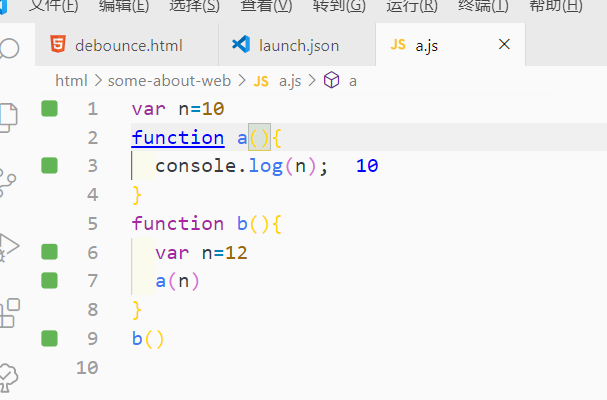 文件(F) 编辑(E) 选择(S) 查看(V) 转到(G) 运行(R) 终端(T) 帮助(H)
debounce.html launch.json JS a.js
html > some-about-web > JS a.js > a
1 var n=10
2 function a(){
3 console.log(n); 10
4 }
5 function b(){
6 var n=12
7 a(n)
8 }
9 b()
10